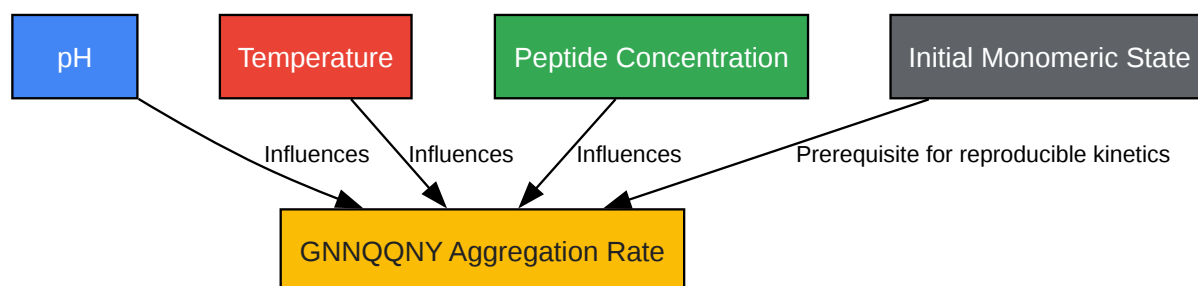 pH
Temperature
Peptide Concentration
Initial Monomeric State
Influences
Influences
Influences
Prerequisite for reproducible kinetics
GNNQQNY Aggregation Rate